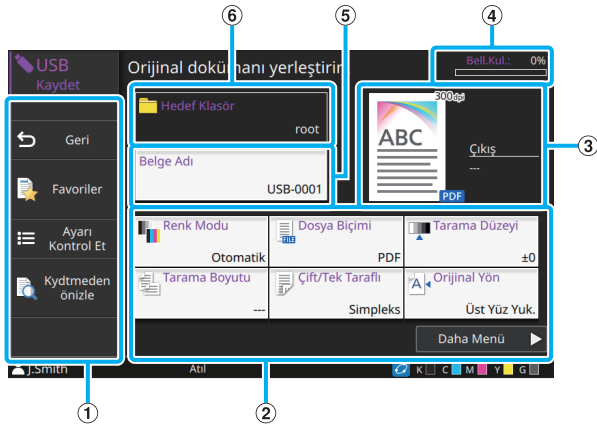 6
5
4
USB
Kaydet
Orijinal dokümanı yerleştirin
Bell.Kul.: 0%
Hedef Klasör
root
300dpi
ABC
PDF
Çıkış
---
3
Geri
Belge Adı
USB-0001
Favoriler
Ayarı
Kontrol Et
Kydtmeden
önizle
Renk Modu
Otomatik
Dosya Biçimi
FILE
PDF
Tarama Düzeyi
±0
Tarama Boyutu
---
Çift/Tek Taraflı
Simpleks
A
Orijinal Yön
Üst Yüz Yuk.
Daha Menü
J.Smith
Atıl
K C M Y G
1
2